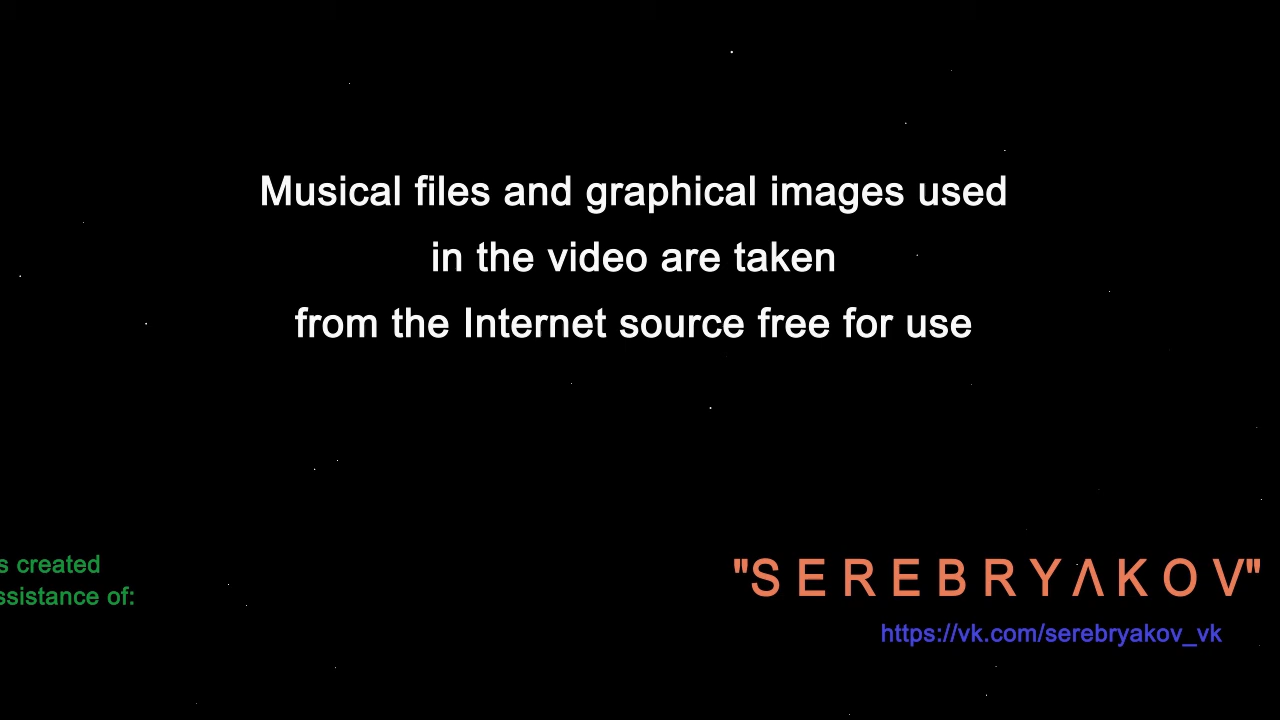 Musical files and graphical images used
in the video are taken
from the Internet source free for use
s created
ssistance of:
"S E R E B R Y Λ K O V"
https://vk.com/serebryakov_vk